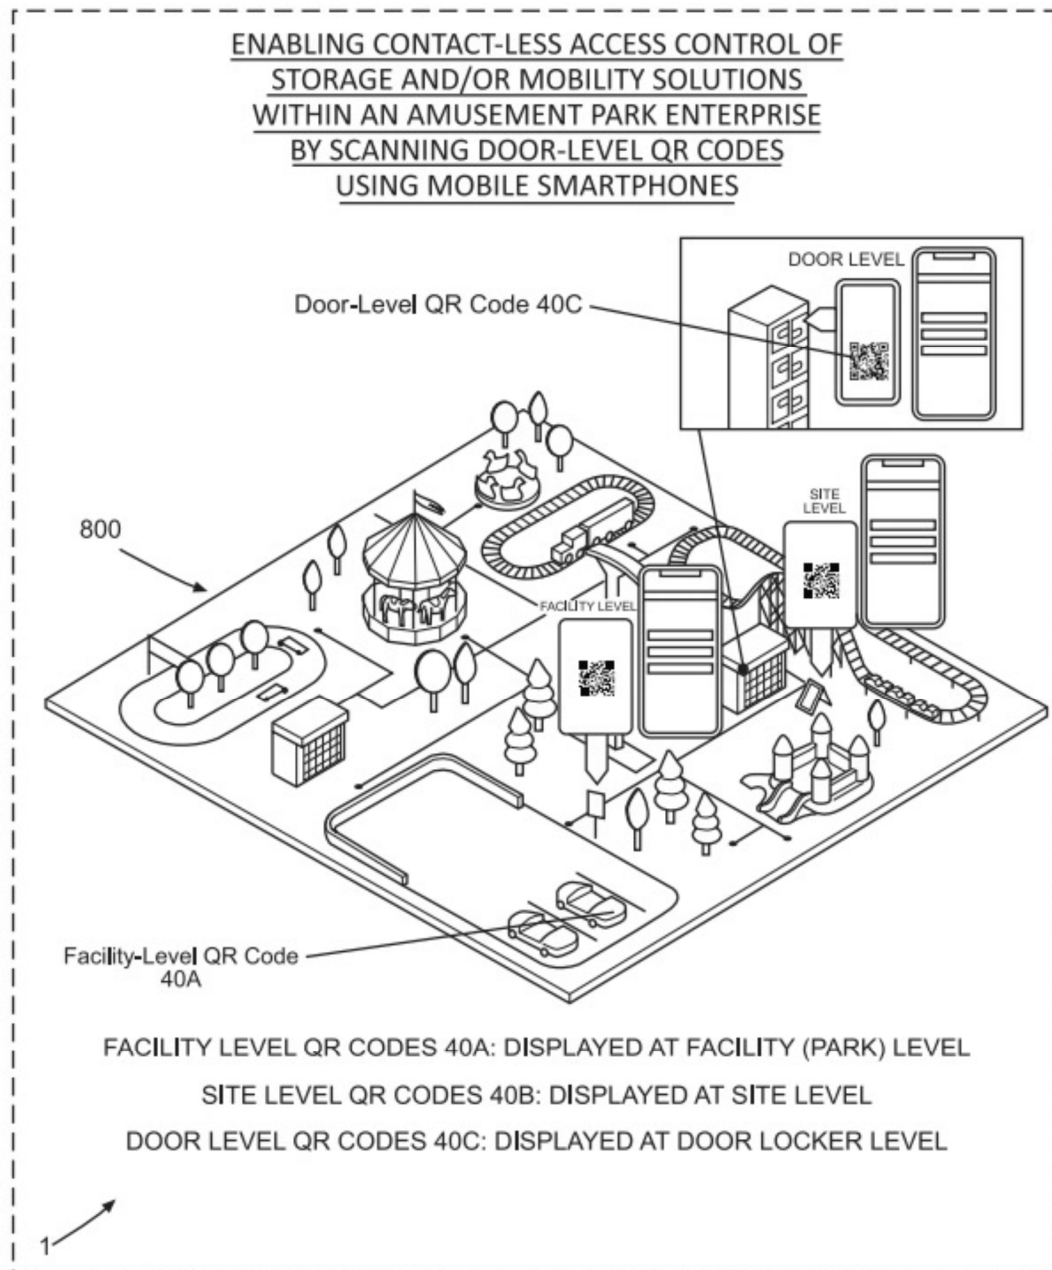 ENABLING CONTACT-LESS ACCESS CONTROL OF
STORAGE AND/OR MOBILITY SOLUTIONS
WITHIN AN AMUSEMENT PARK ENTERPRISE
BY SCANNING DOOR-LEVEL QR CODES
USING MOBILE SMARTPHONES
DOOR LEVEL
Door-Level QR Code 40C
SITE
LEVEL
800
FACILITY LEVEL
Facility-Level QR Code
40A
FACILITY LEVEL QR CODES 40A: DISPLAYED AT FACILITY (PARK) LEVEL
SITE LEVEL QR CODES 40B: DISPLAYED AT SITE LEVEL
DOOR LEVEL QR CODES 40C: DISPLAYED AT DOOR LOCKER LEVEL
1